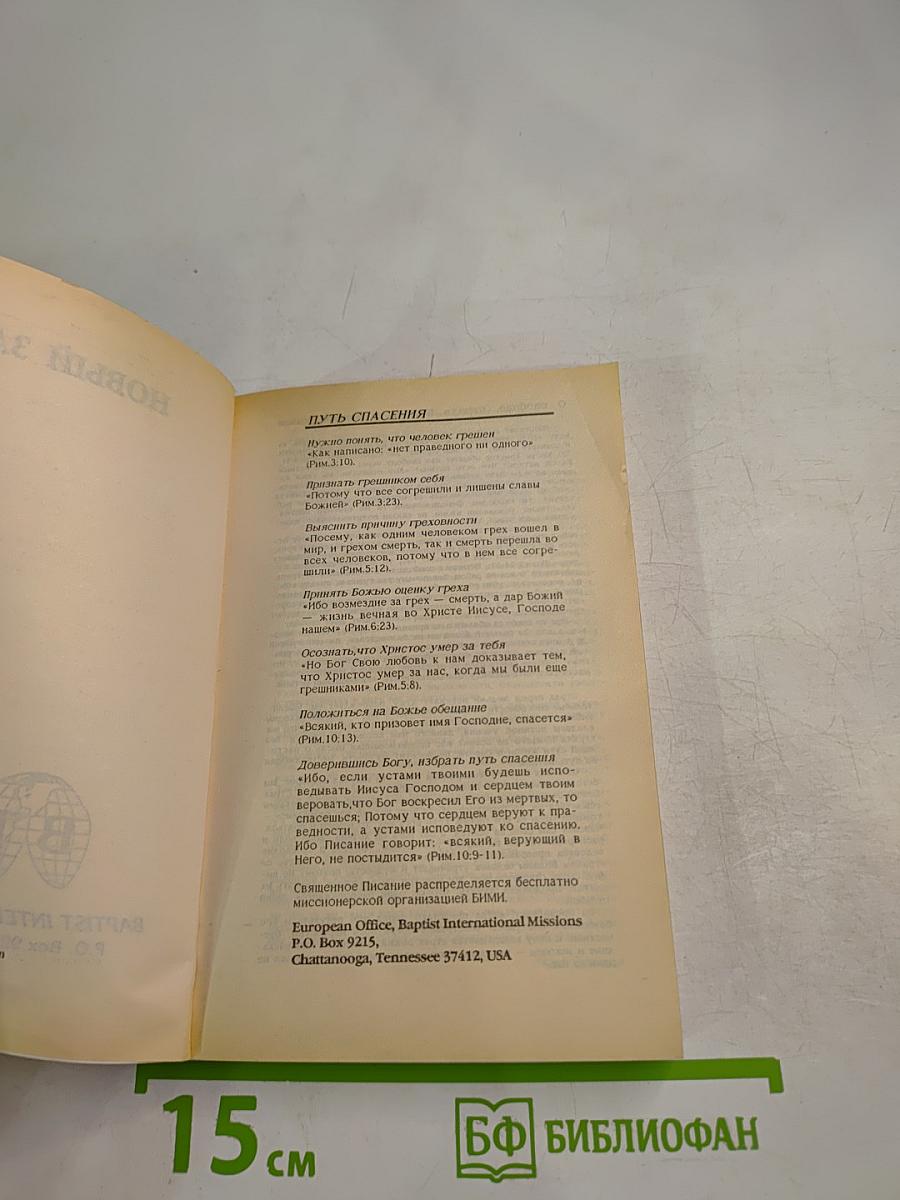 НОВЫЙ ЗА
ПУТЬ СПАСЕНИЯ
Нужно понять, что человек грешен
«Как написано: «нет праведного ни одного»
(Рим.3:10).
Признать грешником себя
«Потому что все согрешили и лишены славы
Божией» (Рим.3:23).
Выяснить причину греховности
«Посему, как одним человеком грех вошел в
мир, и грехом смерть, так и смерть перешла во
всех человеков, потому что в нем все согре-
шили» (Рим.5:12).
Принять Божью оценку греха
«Ибо возмездие за грех — смерть, а дар Божий
— жизнь вечная во Христе Иисусе, Господе
нашем» (Рим.6:23).
Осознать,что Христос умер за тебя
«Но Бог Свою любовь к нам доказывает тем,
что Христос умер за нас, когда мы были еще
грешниками» (Рим.5:8).
Положиться на Божье обещание
«Всякий, кто призовет имя Господне, спасется»
(Рим.10:13).
Доверившись Богу, избрать путь спасения
«Ибо, если устами твоими будешь испо-
ведывать Иисуса Господом и сердцем твоим
веровать,что Бог воскресил Его из мертвых, то
спасешься; Потому что сердцем веруют к пра-
ведности, а устами исповедуют ко спасению.
Ибо Писание говорит: «всякий, верующий в
Него, не постыдится» (Рим.10:9-11).
Священное Писание распределяется бесплатно
миссионерской организацией БИМИ.
European Office, Baptist International Missions
P.O. Box 9215,
Chattanooga, Tennessee 37412, USA
BAPTIST INTE
P.O. Box 9
15 см
БФ БИБЛИОФАН